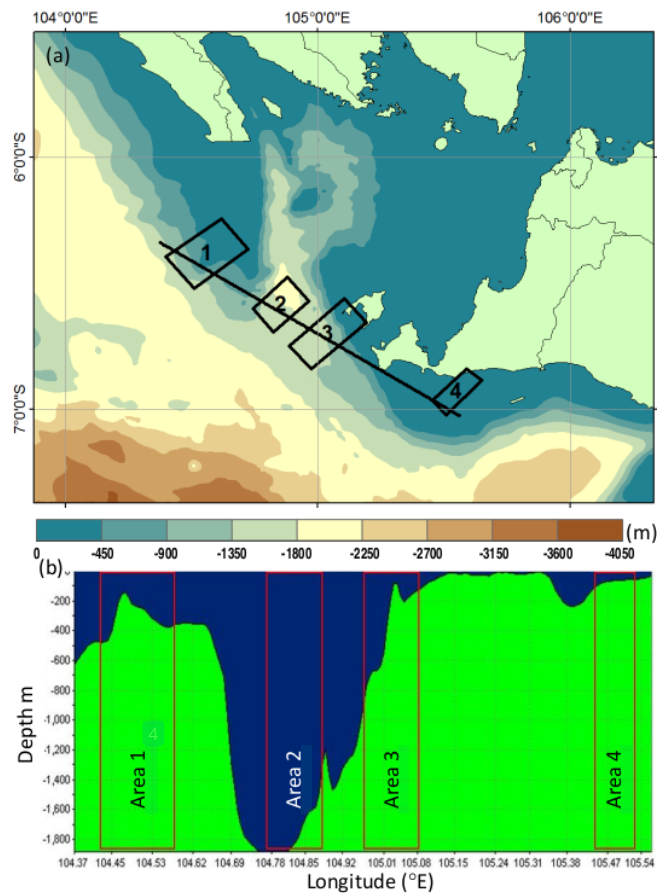 104°0'0"E 105°0'0"E 106°0'0"E
(a)
6°0'0"S
7°0'0"S
1
2
3
4
(m)
0 -450 -900 -1350 -1800 -2250 -2700 -3150 -3600 -4050
(b)
0
-200
-400
-600
-800
-1,000
-1,200
-1,400
-1,600
-1,800
Depth m
Area 1
4
Area 2
Area 3
Area 4
104.37 104.45 104.53 104.62 104.69 104.78 104.85 104.92 105.01 105.08 105.15 105.24 105.31 105.40 105.47 105.54
Longitude (°E)